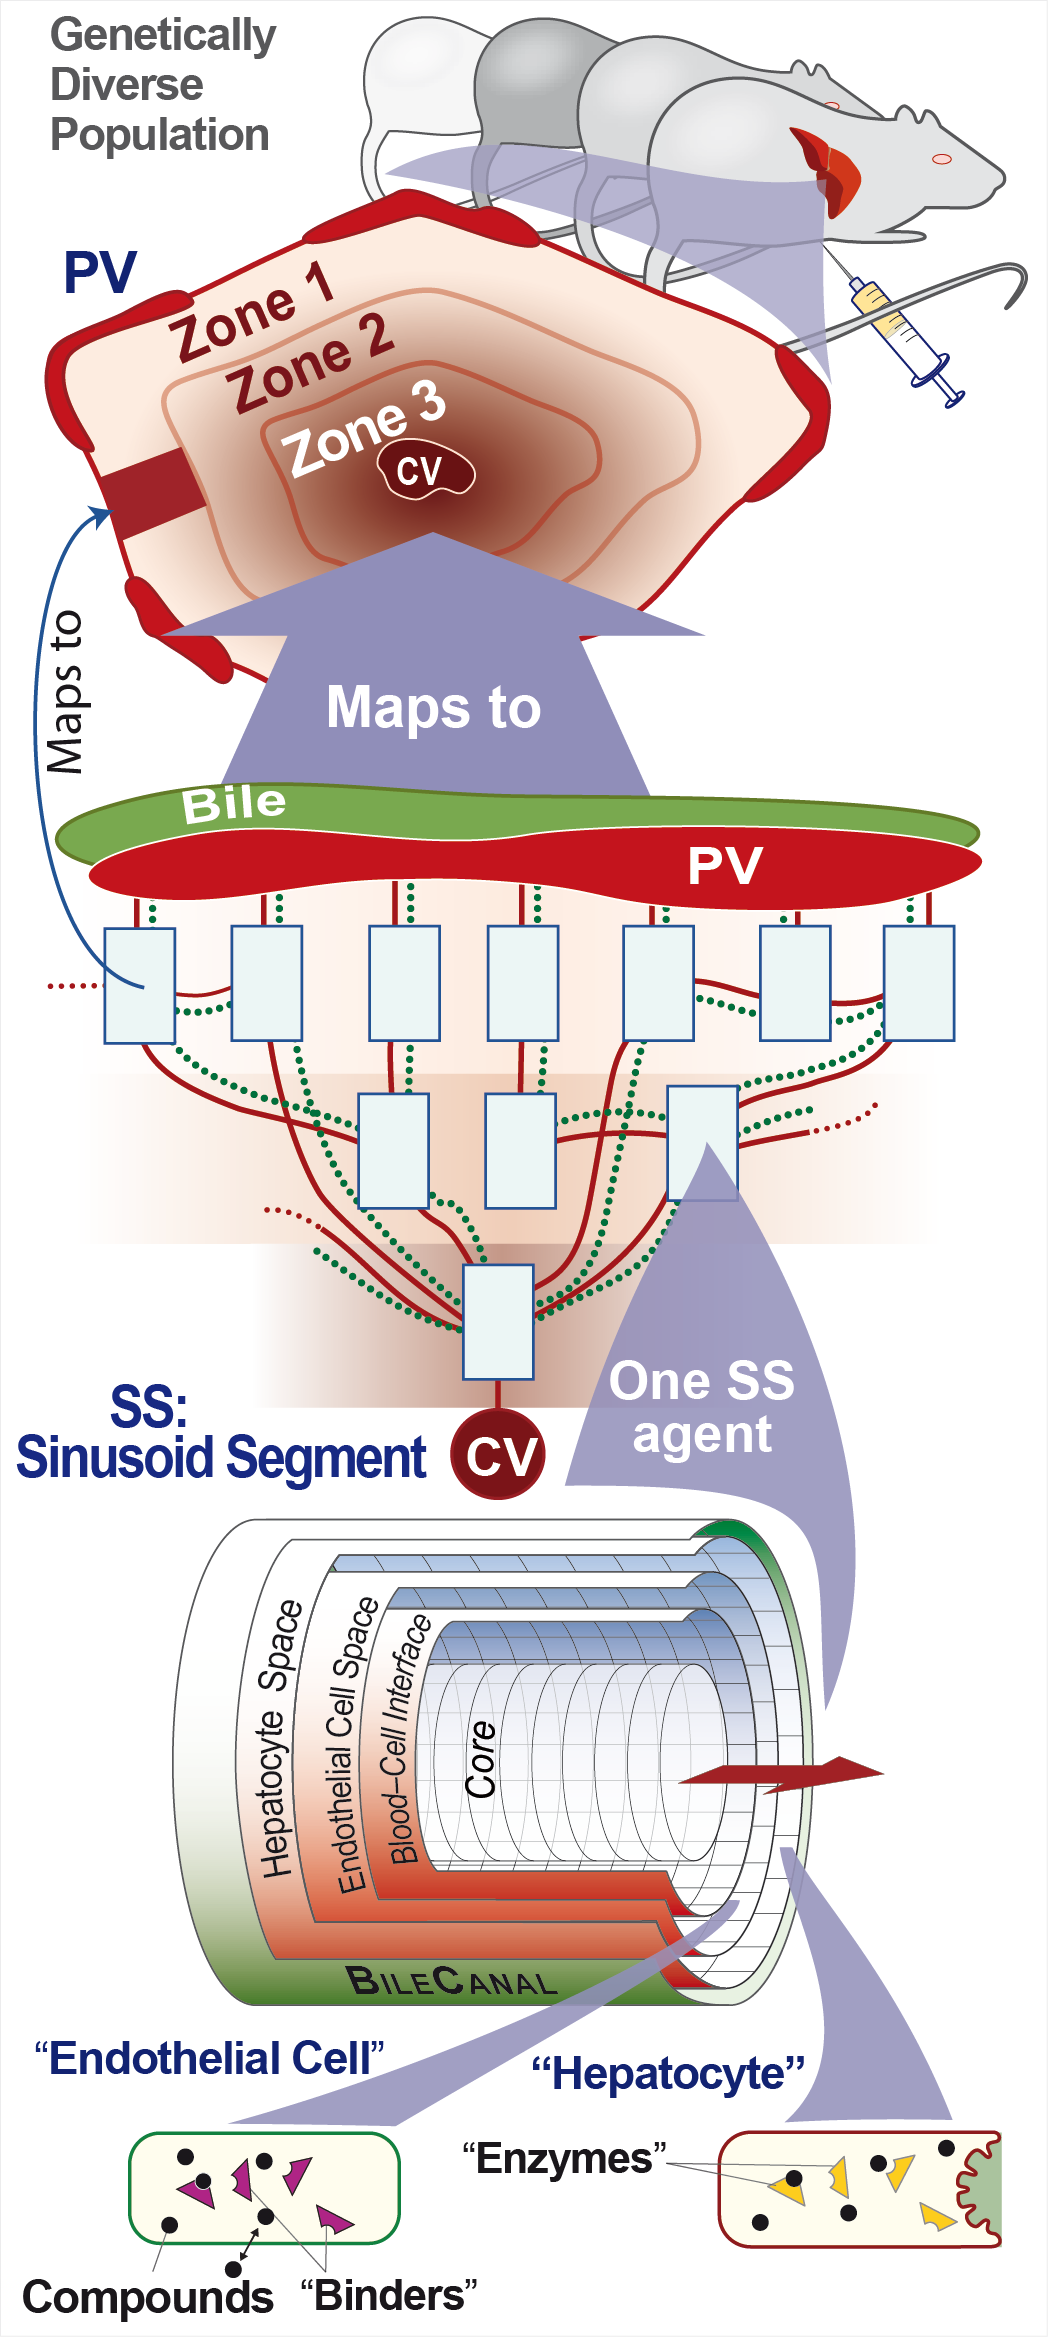 Genetically
Diverse
Population
PV
Zone 1
Zone 2
Zone 3
CV
Maps to
Maps to
Bile
PV
One SS
agent
SS:
Sinusoid Segment
CV
Hepatocyte Space
Endothelial Cell Space
Blood–Cell Interface
Core
BILECANAL
“Endothelial Cell”
“Hepatocyte”
“Enzymes”
Compounds
“Binders”